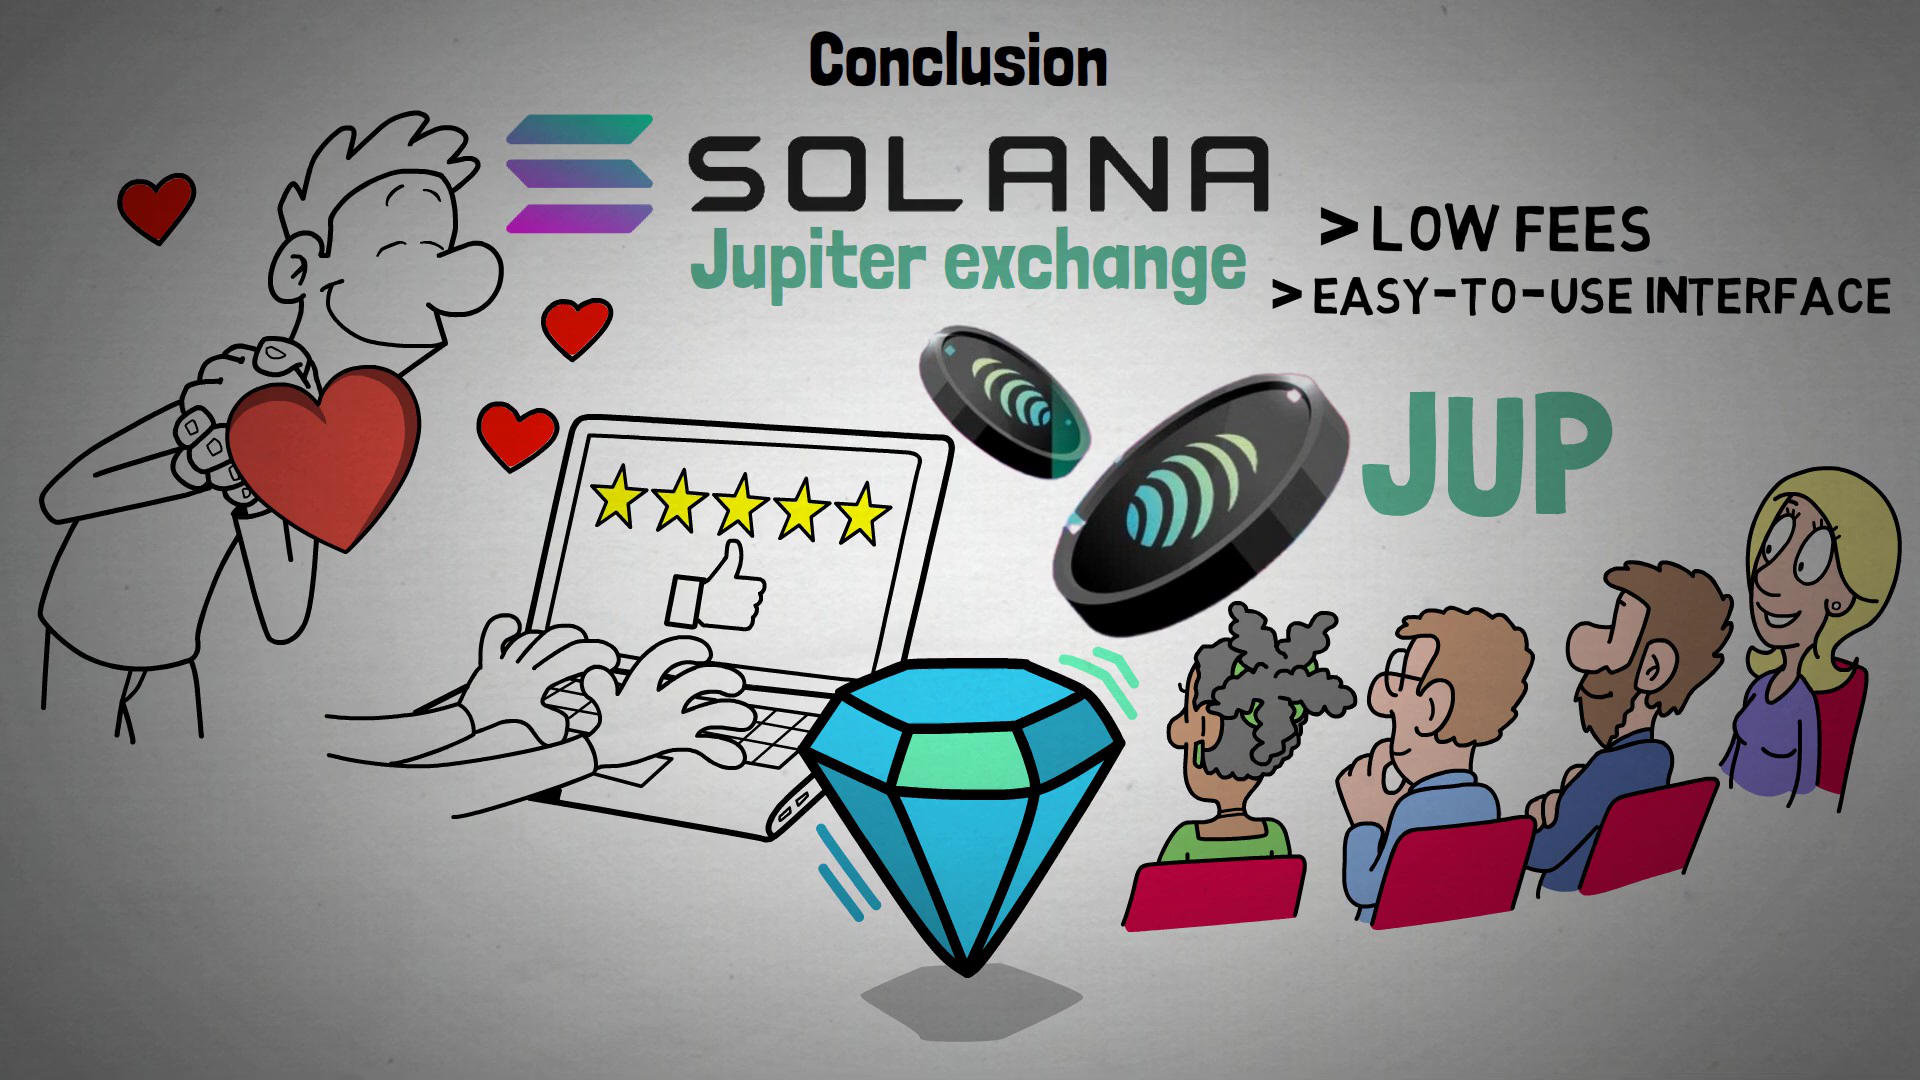 Conclusion
SOLANA
Jupiter exchange
> LOW FEES
> EASY-TO-USE INTERFACE
JUP